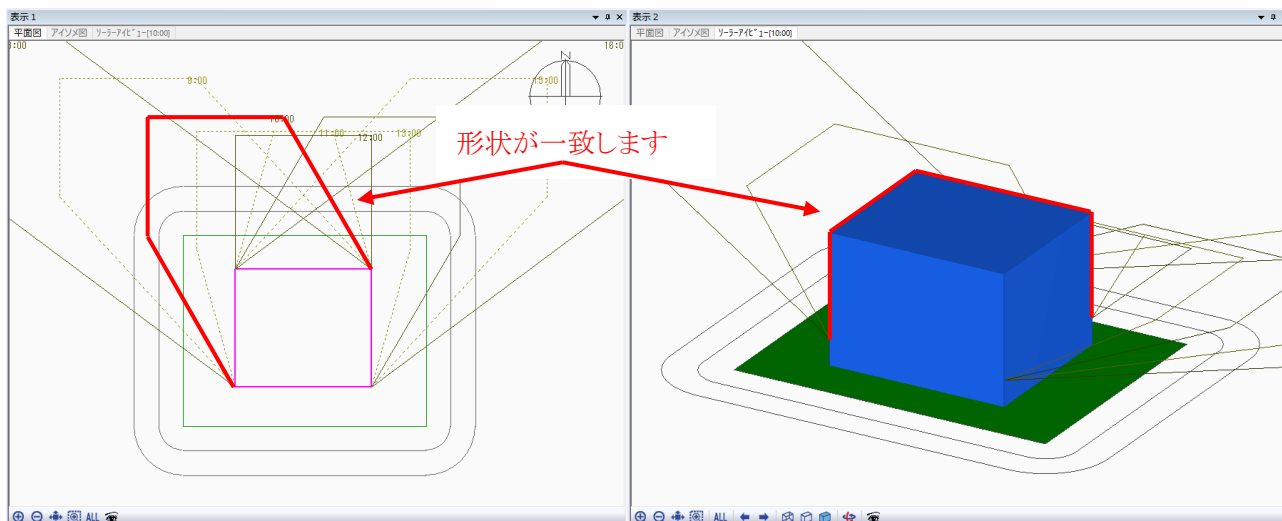 表示1
平面図 アイソメ図 ソーラーアイビュー-[10:00]
16:00
9:00
15:00
N
10:00
11:00
12:00
13:00
形状が一致します
ALL
表示2
平面図 アイソメ図 ソーラーアイビュー-[10:00]
ALL